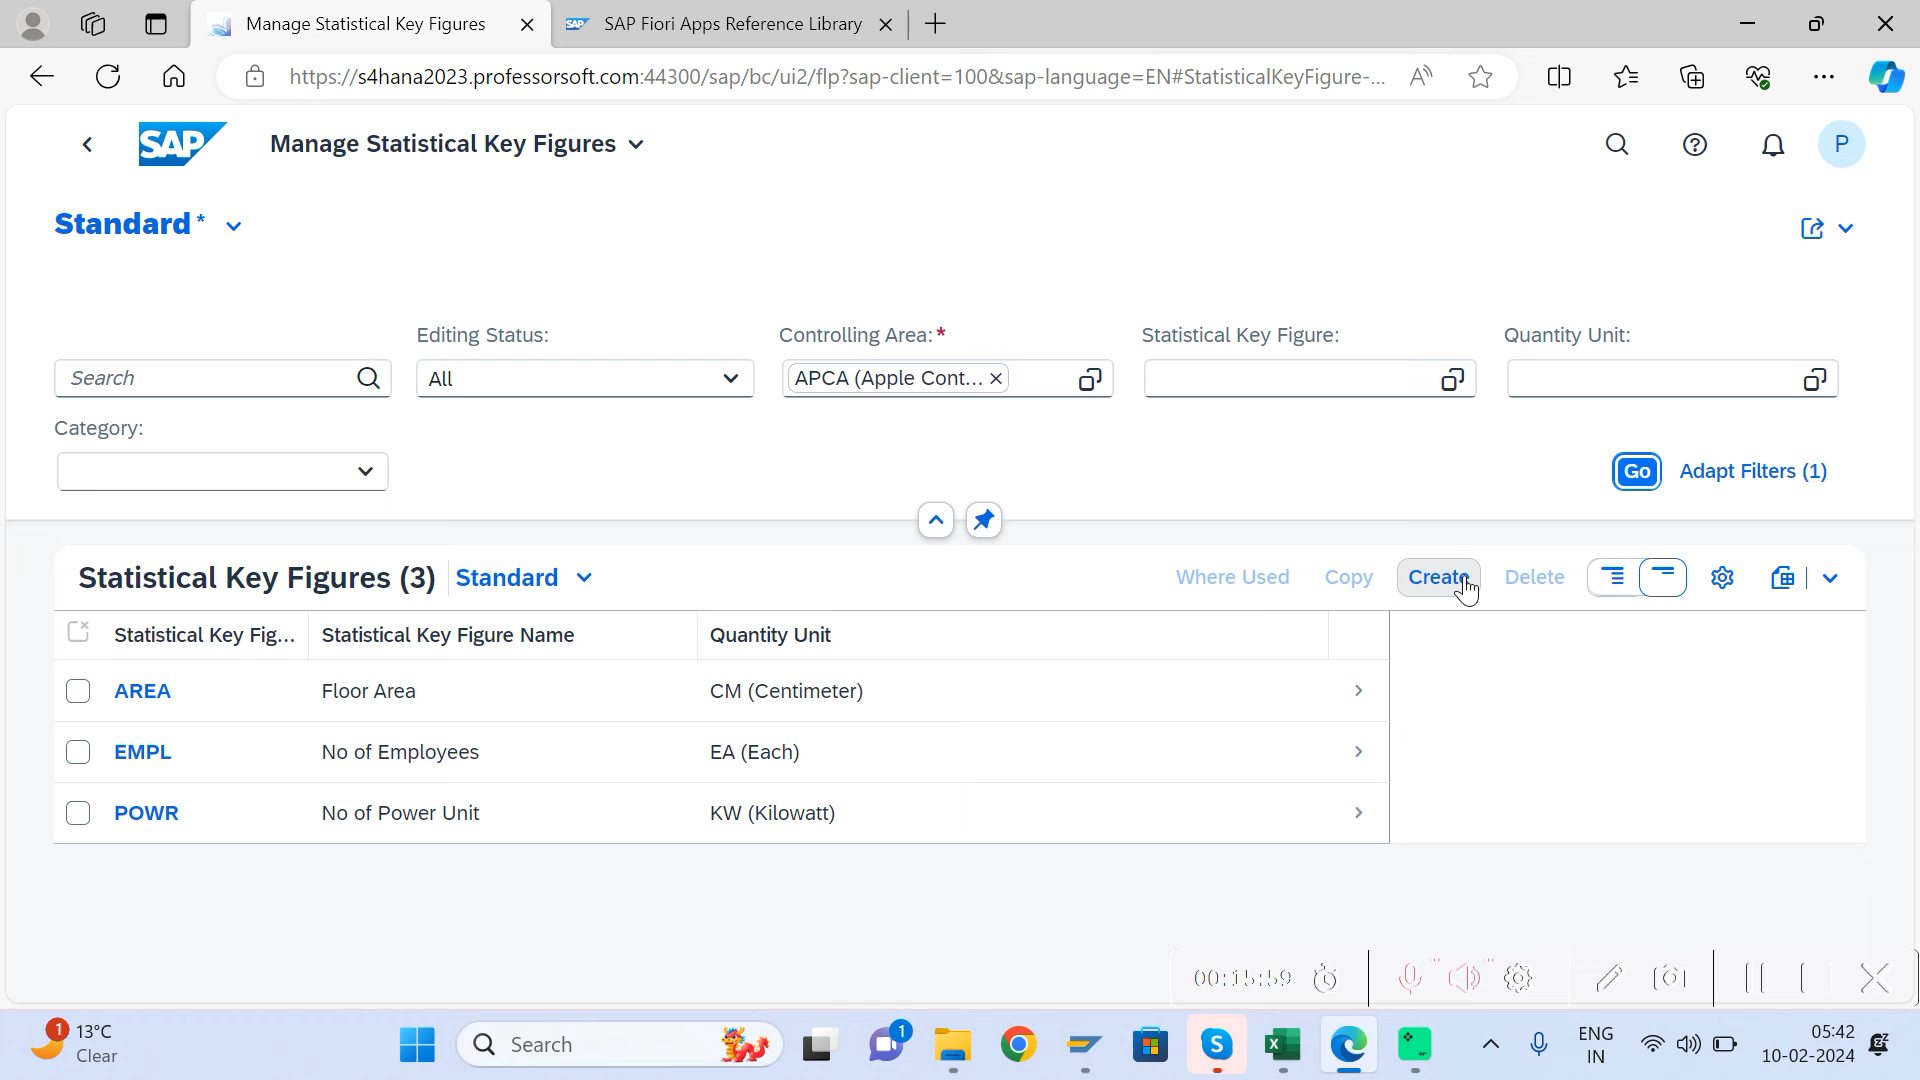 Manage Statistical Key Figures
SAP
SAP Fiori Apps Reference Library
https://s4hana2023.professorsoft.com:44300/sap/bc/ui2/flp?sap-client=100&sap-language=EN#StatisticalKeyFigure-...
SAP
Manage Statistical Key Figures
P
Standard *
Editing Status:
Controlling Area:*
Statistical Key Figure:
Quantity Unit:
Search
All
APCA (Apple Cont...
Category:
Go
Adapt Filters (1)
Statistical Key Figures (3)
Standard
Where Used
Copy
Create
Delete
Statistical Key Fig...
Statistical Key Figure Name
Quantity Unit
AREA
Floor Area
CM (Centimeter)
EMPL
No of Employees
EA (Each)
POWR
No of Power Unit
KW (Kilowatt)
00:15:59
1
13°C
Clear
Search
1
ENG
IN
05:42
10-02-2024